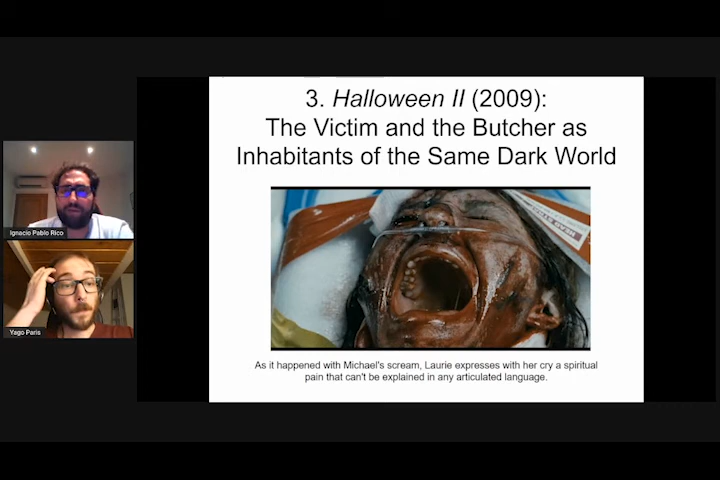 3. Halloween II (2009):
The Victim and the Butcher as
Inhabitants of the Same Dark World
Ignacio Pablo Rico
Yago Paris
As it happened with Michael's scream, Laurie expresses with her cry a spiritual
pain that can't be explained in any articulated language.